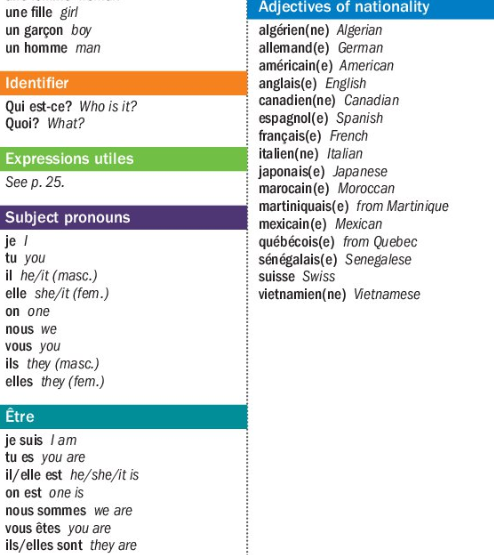 une fille girl
un garçon boy
un homme man
Identifier
Qui est-ce? Who is it?
Quoi? What?
Expressions utiles
See p. 25.
Subject pronouns
je I
tu you
il he/it (masc.)
elle she/it (fem.)
on one
nous we
vous you
ils they (masc.)
elles they (fem.)
Être
je suis I am
tu es you are
il/elle est he/she/it is
on est one is
nous sommes we are
vous êtes you are
ils/elles sont they are
Adjectives of nationality
algérien(ne) Algerian
allemand(e) German
américain(e) American
anglais(e) English
canadien(ne) Canadian
espagnol(e) Spanish
français(e) French
italien(ne) Italian
japonais(e) Japanese
marocain(e) Moroccan
martiniquais(e) from Martinique
mexicain(e) Mexican
québécois(e) from Quebec
sénégalais(e) Senegalese
suisse Swiss
vietnamien(ne) Vietnamese